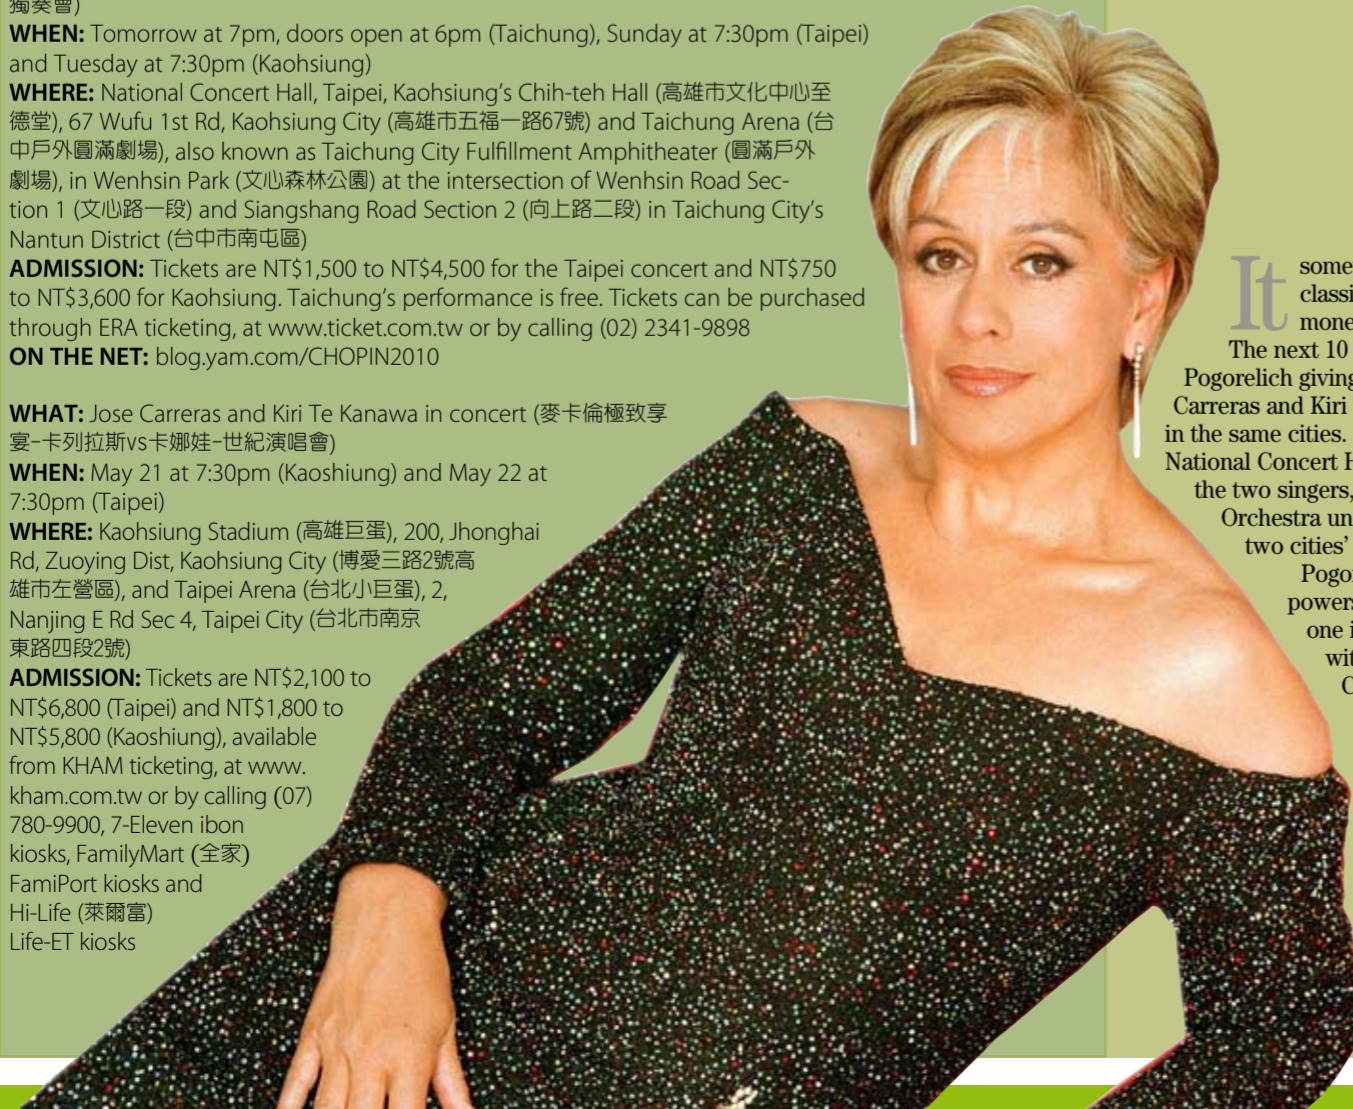 獨奏會)
WHEN: Tomorrow at 7pm, doors open at 6pm (Taichung), Sunday at 7:30pm (Taipei)
and Tuesday at 7:30pm (Kaohsiung)
WHERE: National Concert Hall, Taipei, Kaohsiung's Chih-teh Hall (高雄市文化中心至
德堂), 67 Wufu 1st Rd, Kaohsiung City (高雄市五福一路67號) and Taichung Arena (台
中戶外圓滿劇場), also known as Taichung City Fulfillment Amphitheater (圓滿戶外
劇場), in Wenhsin Park (文心森林公園) at the intersection of Wenhsin Road Sec-
tion 1 (文心路一段) and Siangshang Road Section 2 (向上路二段) in Taichung City's
Nantun District (台中市南屯區)
ADMISSION: Tickets are NT$1,500 to NT$4,500 for the Taipei concert and NT$750
to NT$3,600 for Kaohsiung. Taichung's performance is free. Tickets can be purchased
through ERA ticketing, at www.ticket.com.tw or by calling (02) 2341-9898
ON THE NET: blog.yam.com/CHOPIN2010
WHAT: Jose Carreras and Kiri Te Kanawa in concert (麥卡倫極致享
宴-卡列拉斯vs卡娜娃-世紀演唱會)
WHEN: May 21 at 7:30pm (Kaoshiung) and May 22 at
7:30pm (Taipei)
WHERE: Kaohsiung Stadium (高雄巨蛋), 200, Jhonghai
Rd, Zuoying Dist, Kaohsiung City (博愛三路2號高
雄市左營區), and Taipei Arena (台北小巨蛋), 2,
Nanjing E Rd Sec 4, Taipei City (台北市南京
東路四段2號)
ADMISSION: Tickets are NT$2,100 to
NT$6,800 (Taipei) and NT$1,800 to
NT$5,800 (Kaoshiung), available
from KHAM ticketing, at www.
kham.com.tw or by calling (07)
780-9900, 7-Eleven ibon
kiosks, FamilyMart (全家)
FamiPort kiosks and
Hi-Life (萊爾富)
Life-ET kiosks
It some
classi
mone
The next 10
Pogorelich giving
Carreras and Kiri
in the same cities.
National Concert H
the two singers,
Orchestra un
two cities'
Pogor
powers
one i
wit
C